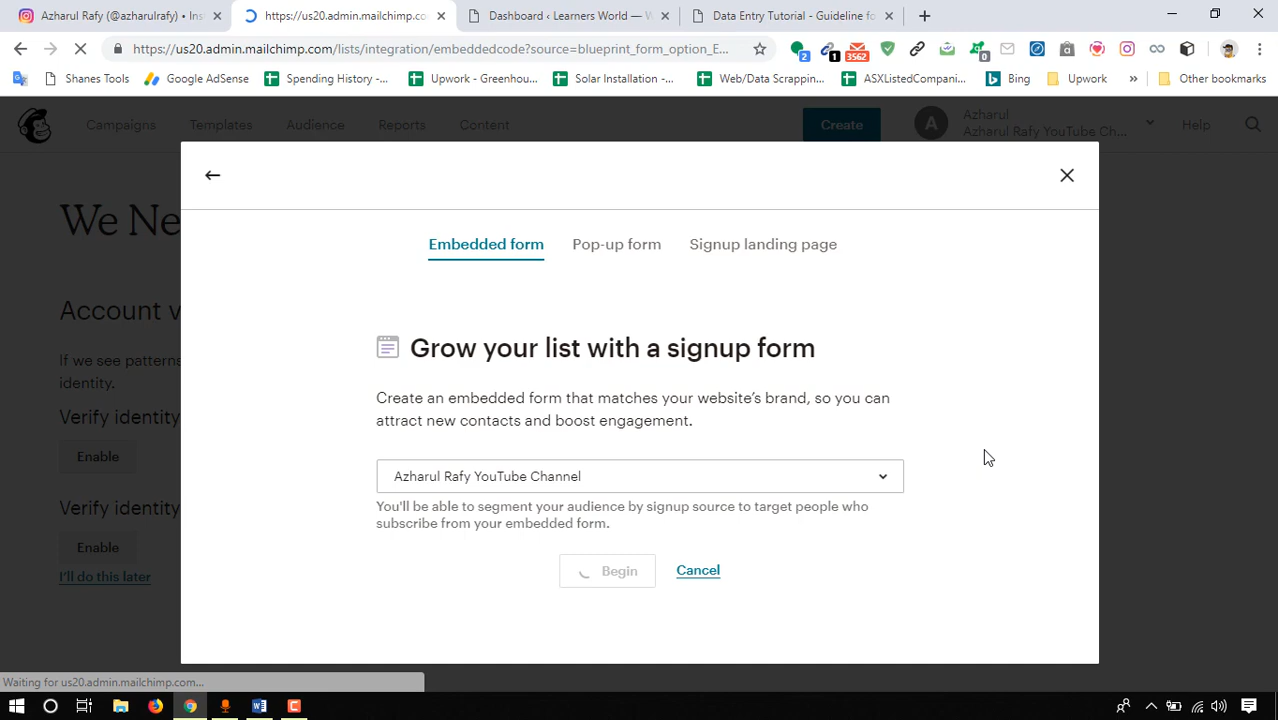 Azharul Rafy (@azharulrafy) • Ins
https://us20.admin.mailchimp.co
Dashboard ‹ Learners World — W
Data Entry Tutorial - Guideline fo
https://us20.admin.mailchimp.com/lists/integration/embeddedcode?source=blueprint_form_option_E...
2
1
3562
0
2
Shanes Tools
Google AdSense
Spending History -...
Upwork - Greenhou...
Solar Installation -...
Web/Data Scrappin...
ASXListedCompani...
Bing
Upwork
»
Other bookmarks
Campaigns
Templates
Audience
Reports
Content
Create
A
Azharul
Azharul Rafy YouTube Ch...
Help
We Ne
Account v
If we see patterns
identity.
Verify identity
Enable
Verify identity
Enable
I'll do this later
Embedded form
Pop-up form
Signup landing page
Grow your list with a signup form
Create an embedded form that matches your website's brand, so you can
attract new contacts and boost engagement.
Azharul Rafy YouTube Channel
You'll be able to segment your audience by signup source to target people who
subscribe from your embedded form.
Begin
Cancel
Waiting for us20.admin.mailchimp.com...